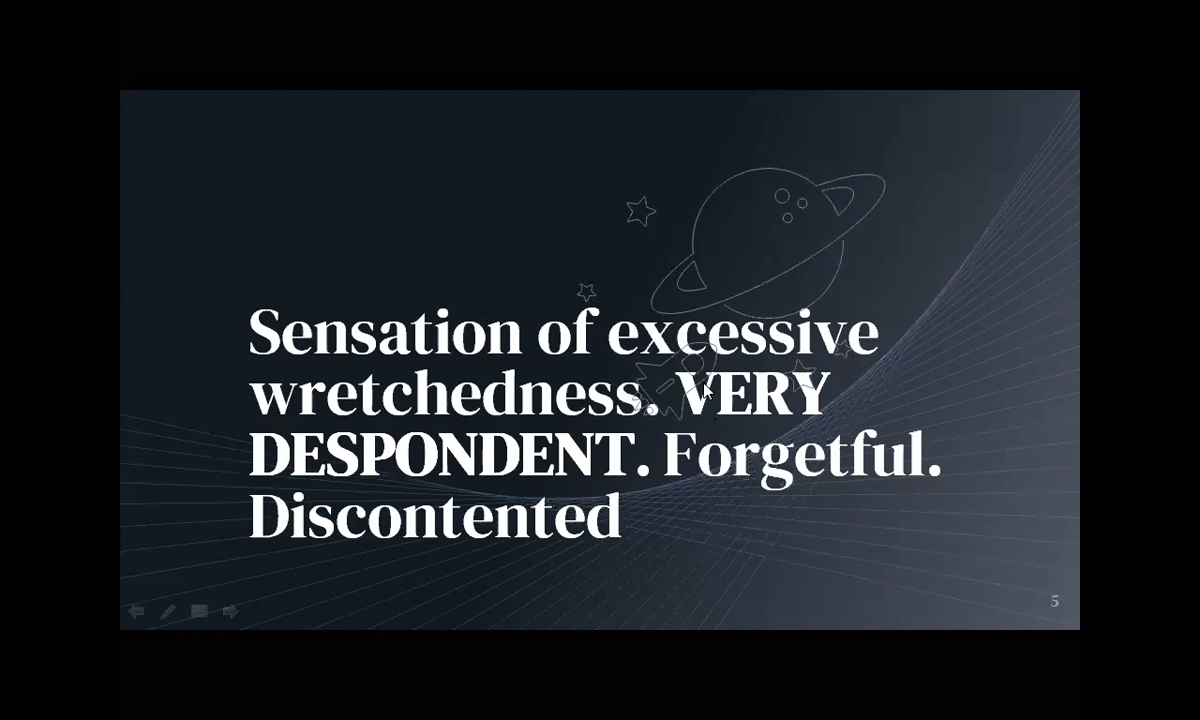 Sensation of excessive
wretchedness. VERY
DESPONDENT. Forgetful.
Discontented
5